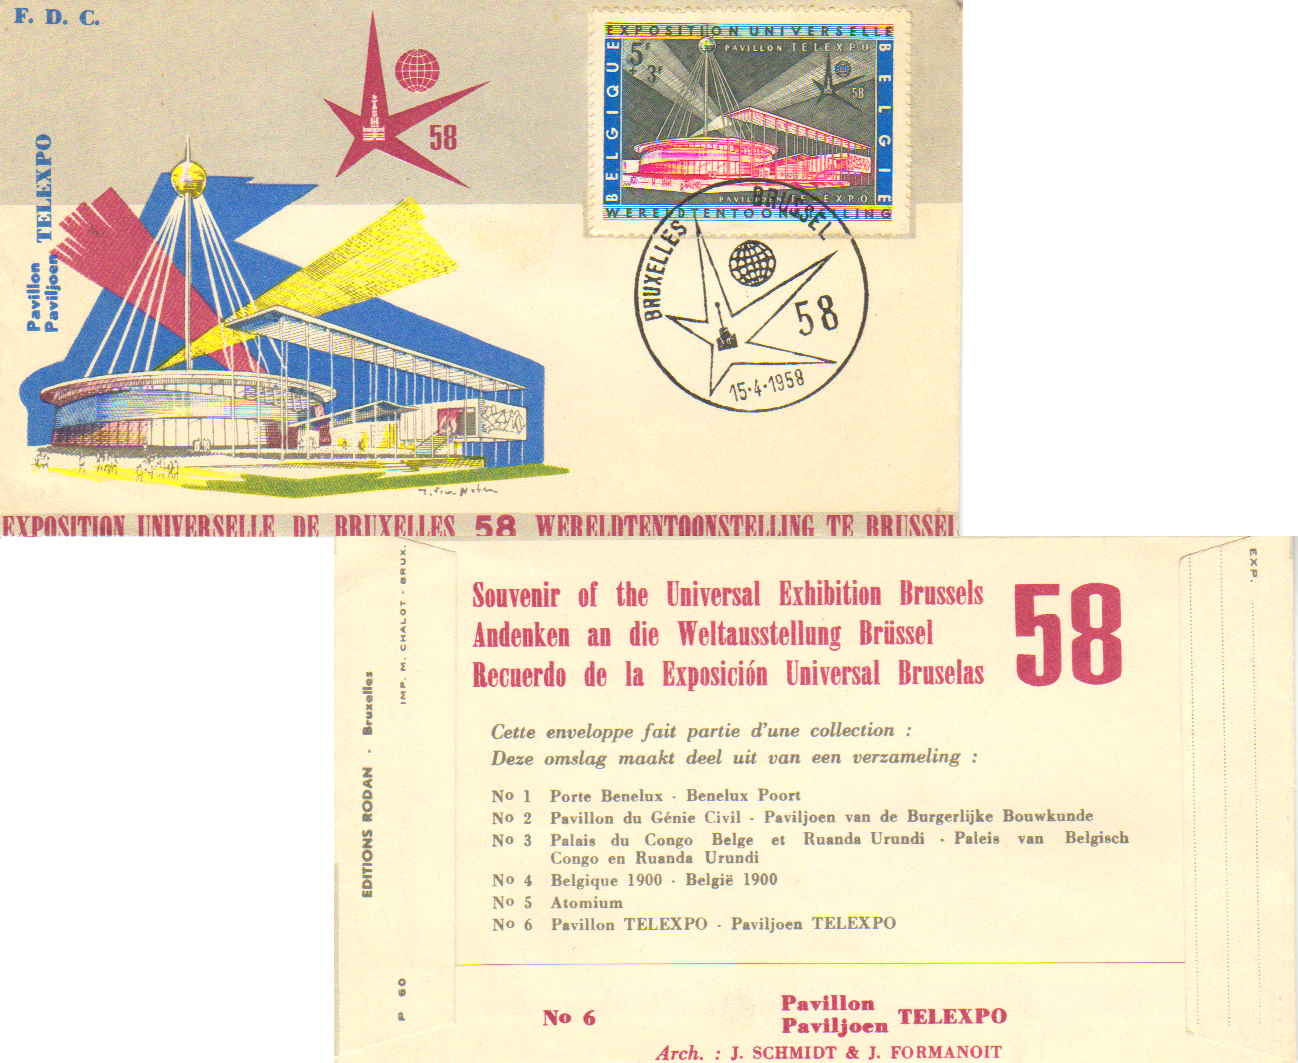 F. D. C.
58
Pavillon
Paviljoen TELEXPO
EXPOSITION UNIVERSELLE
5F + 3F
PAVILLON TELEXPO
58
BELGIQUE
BELGIE
PAVILJOEN TELEXPO
WERELDTENTOONSTELLING
BRUXELLES BRUSSEL
58
15-4-1958
EXPOSITION UNIVERSELLE DE BRUXELLES 58 WERELDTENTOONSTELLING TE BRUSSEL
EDITIONS RODAN - Bruxelles
IMP. M. CHALOT - BRUX.
P 60
EXP.
Souvenir of the Universal Exhibition Brussels
Andenken an die Weltausstellung Brüssel
Recuerdo de la Exposición Universal Bruselas
58
Cette enveloppe fait partie d'une collection :
Deze omslag maakt deel uit van een verzameling :
No 1 Porte Benelux - Benelux Poort
No 2 Pavillon du Génie Civil - Paviljoen van de Burgerlijke Bouwkunde
No 3 Palais du Congo Belge et Ruanda Urundi - Paleis van Belgisch
Congo en Ruanda Urundi
No 4 Belgique 1900 - België 1900
No 5 Atomium
No 6 Pavillon TELEXPO - Paviljoen TELEXPO
No 6
Pavillon
Paviljoen TELEXPO
Arch. : J. SCHMIDT & J. FORMANOIT